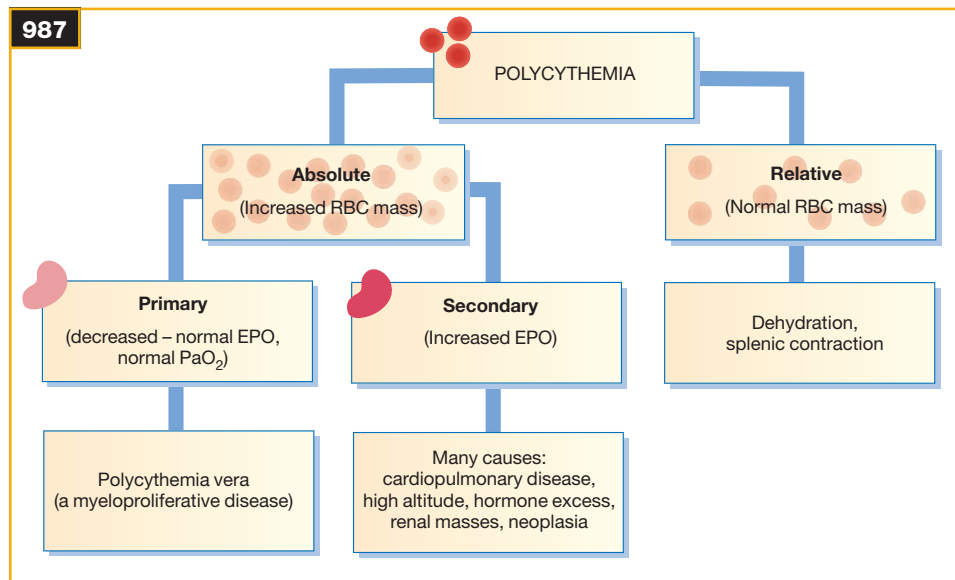 987
POLYCYTHEMIA
Absolute
(Increased RBC mass)
Relative
(Normal RBC mass)
Primary
(decreased – normal EPO,
normal PaO2)
Secondary
(Increased EPO)
Dehydration,
splenic contraction
Polycythemia vera
(a myeloproliferative disease)
Many causes:
cardiopulmonary disease,
high altitude, hormone excess,
renal masses, neoplasia